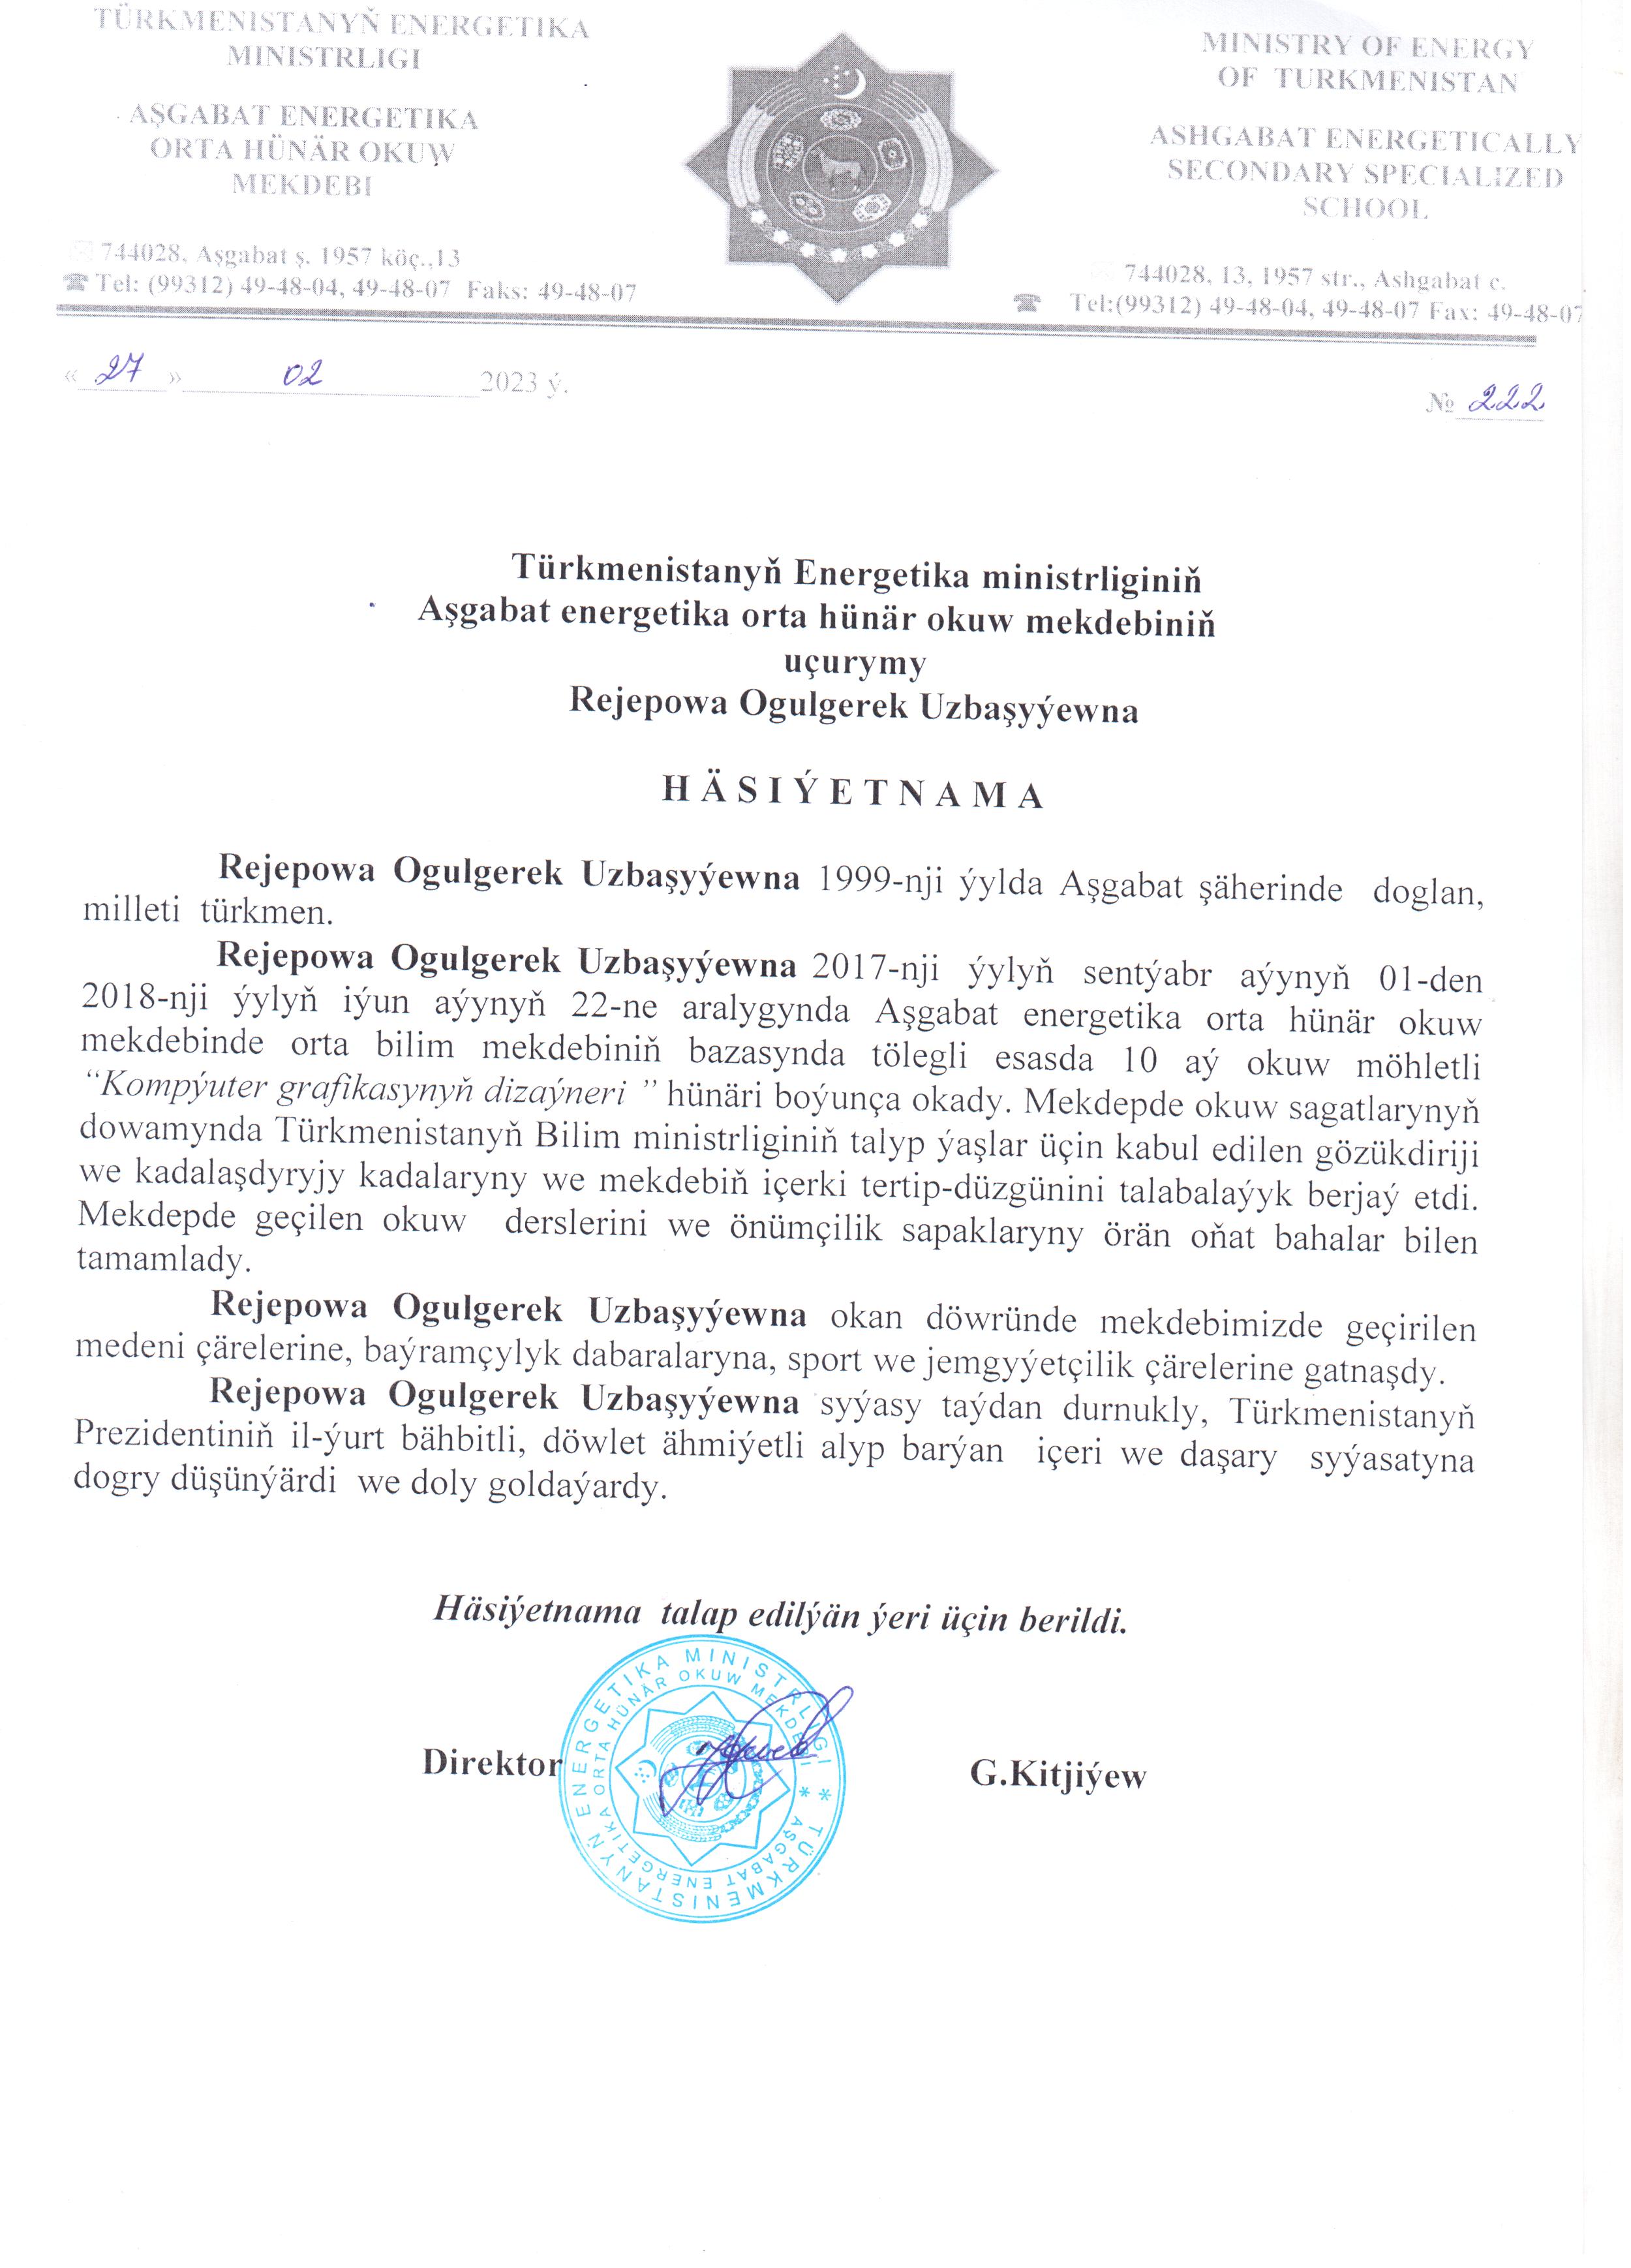 TÜRKMENISTANYŇ ENERGETIKA
MINISTRLIGI
AŞGABAT ENERGETIKA
ORTA HÜNÄR OKUW
MEKDEBI
744028, Aşgabat ş. 1957 köç.,13
Tel: (99312) 49-48-04, 49-48-07 Faks: 49-48-07
MINISTRY OF ENERGY
OF TURKMENISTAN
ASHGABAT ENERGETICALLY
SECONDARY SPECIALIZED
SCHOOL
744028, 13, 1957 str., Ashgabat c.
Tel:(99312) 49-48-04, 49-48-07 Fax: 49-48-07
« 27 » 02 2023 ý.
№ 222
Türkmenistanyň Energetika ministrliginiň
Aşgabat energetika orta hünär okuw mekdebiniň
uçurymy
Rejepowa Ogulgerek Uzbaşyýewna
H Ä S I Ý E T N A M A
Rejepowa Ogulgerek Uzbaşyýewna 1999-nji ýylda Aşgabat şäherinde doglan,
milleti türkmen.
Rejepowa Ogulgerek Uzbaşyýewna 2017-nji ýylyň sentýabr aýynyň 01-den
2018-nji ýylyň iýun aýynyň 22-ne aralygynda Aşgabat energetika orta hünär okuw
mekdebinde orta bilim mekdebiniň bazasynda tölegli esasda 10 aý okuw möhletli
“Kompýuter grafikasynyň dizaýneri ” hünäri boýunça okady. Mekdepde okuw sagatlarynyň
dowamynda Türkmenistanyň Bilim ministrliginiň talyp ýaşlar üçin kabul edilen gözükdiriji
we kadalaşdyryjy kadalaryny we mekdebiň içerki tertip-düzgünini talabalaýyk berjaý etdi.
Mekdepde geçilen okuw derslerini we önümçilik sapaklaryny örän oňat bahalar bilen
tamamlady.
Rejepowa Ogulgerek Uzbaşyýewna okan döwründe mekdebimizde geçirilen
medeni çärelerine, baýramçylyk dabaralaryna, sport we jemgyýetçilik çärelerine gatnaşdy.
Rejepowa Ogulgerek Uzbaşyýewna syýasy taýdan durnukly, Türkmenistanyň
Prezidentiniň il-ýurt bähbitli, döwlet ähmiýetli alyp barýan içeri we daşary syýasatyna
dogry düşünýärdi we doly goldaýardy.
Häsiýetnama talap edilýän ýeri üçin berildi.
Direktor
G.Kitjiýew
* TÜRKMENISTANYŇ ENERGETIKA MINISTRLIGI
* AŞGABAT ENERGETIKA ORTA HÜNÄR OKUW MEKDEBI